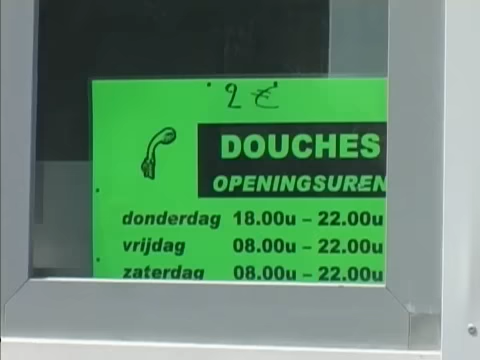 2 €
DOUCHES
OPENINGSUREN
donderdag 18.00u – 22.00u
vrijdag 08.00u – 22.00u
zaterdag 08.00u – 22.00u